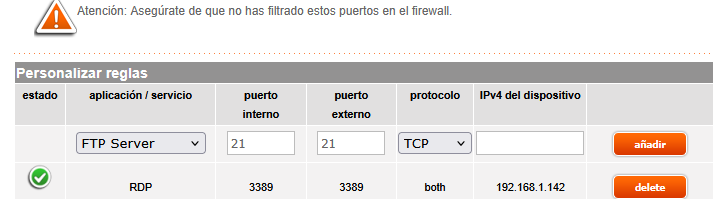 Atención: Asegúrate de que no has filtrado estos puertos en el firewall.
Personalizar reglas
estado aplicación / servicio puerto interno puerto externo protocolo IPv4 del dispositivo
FTP Server 21 21 TCP añadir
RDP 3389 3389 both 192.168.1.142 delete